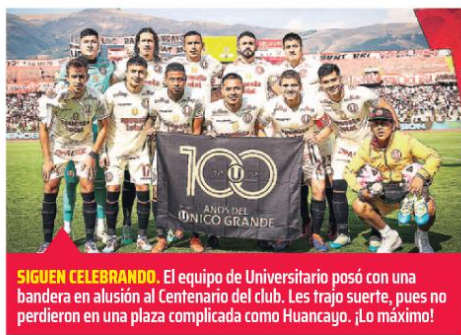 100
AÑOS DEL
ÚNICO GRANDE
SIGUEN CELEBRANDO. El equipo de Universitario posó con una
bandera en alusión al Centenario del club. Les trajo suerte, pues no
perdieron en una plaza complicada como Huancayo. ¡Lo máximo!